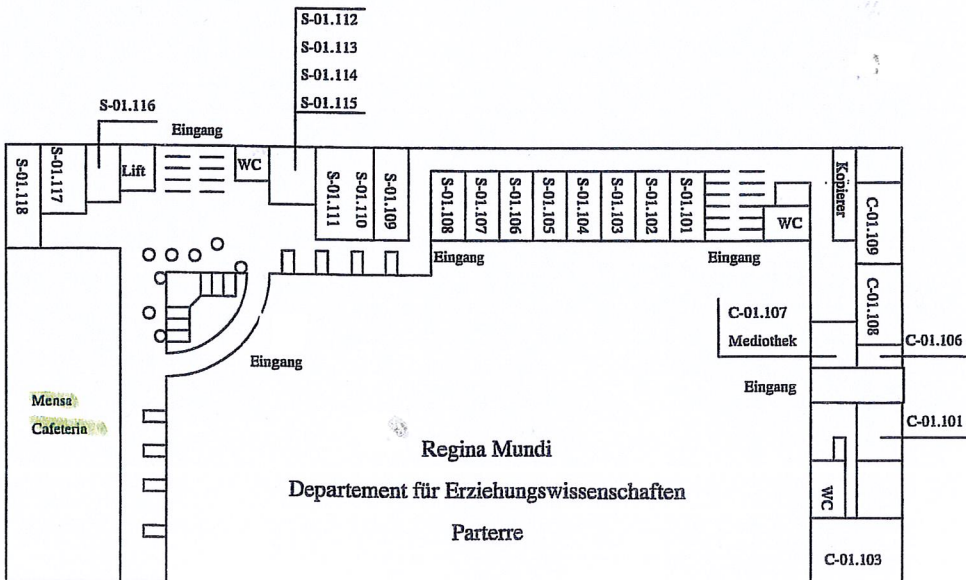 S-01.112
S-01.113
S-01.114
S-01.115
S-01.116
Eingang
S-01.118
S-01.117
Lift
WC
S-01.111
S-01.110
S-01.109
S-01.108
S-01.107
S-01.106
S-01.105
S-01.104
S-01.103
S-01.102
S-01.101
WC
Kopierer
C-01.109
C-01.108
Eingang
Eingang
C-01.107
Mediothek
C-01.106
Eingang
Eingang
Mensa
Cafeteria
C-01.101
Regina Mundi
Departement für Erziehungswissenschaften
Parterre
WC
C-01.103